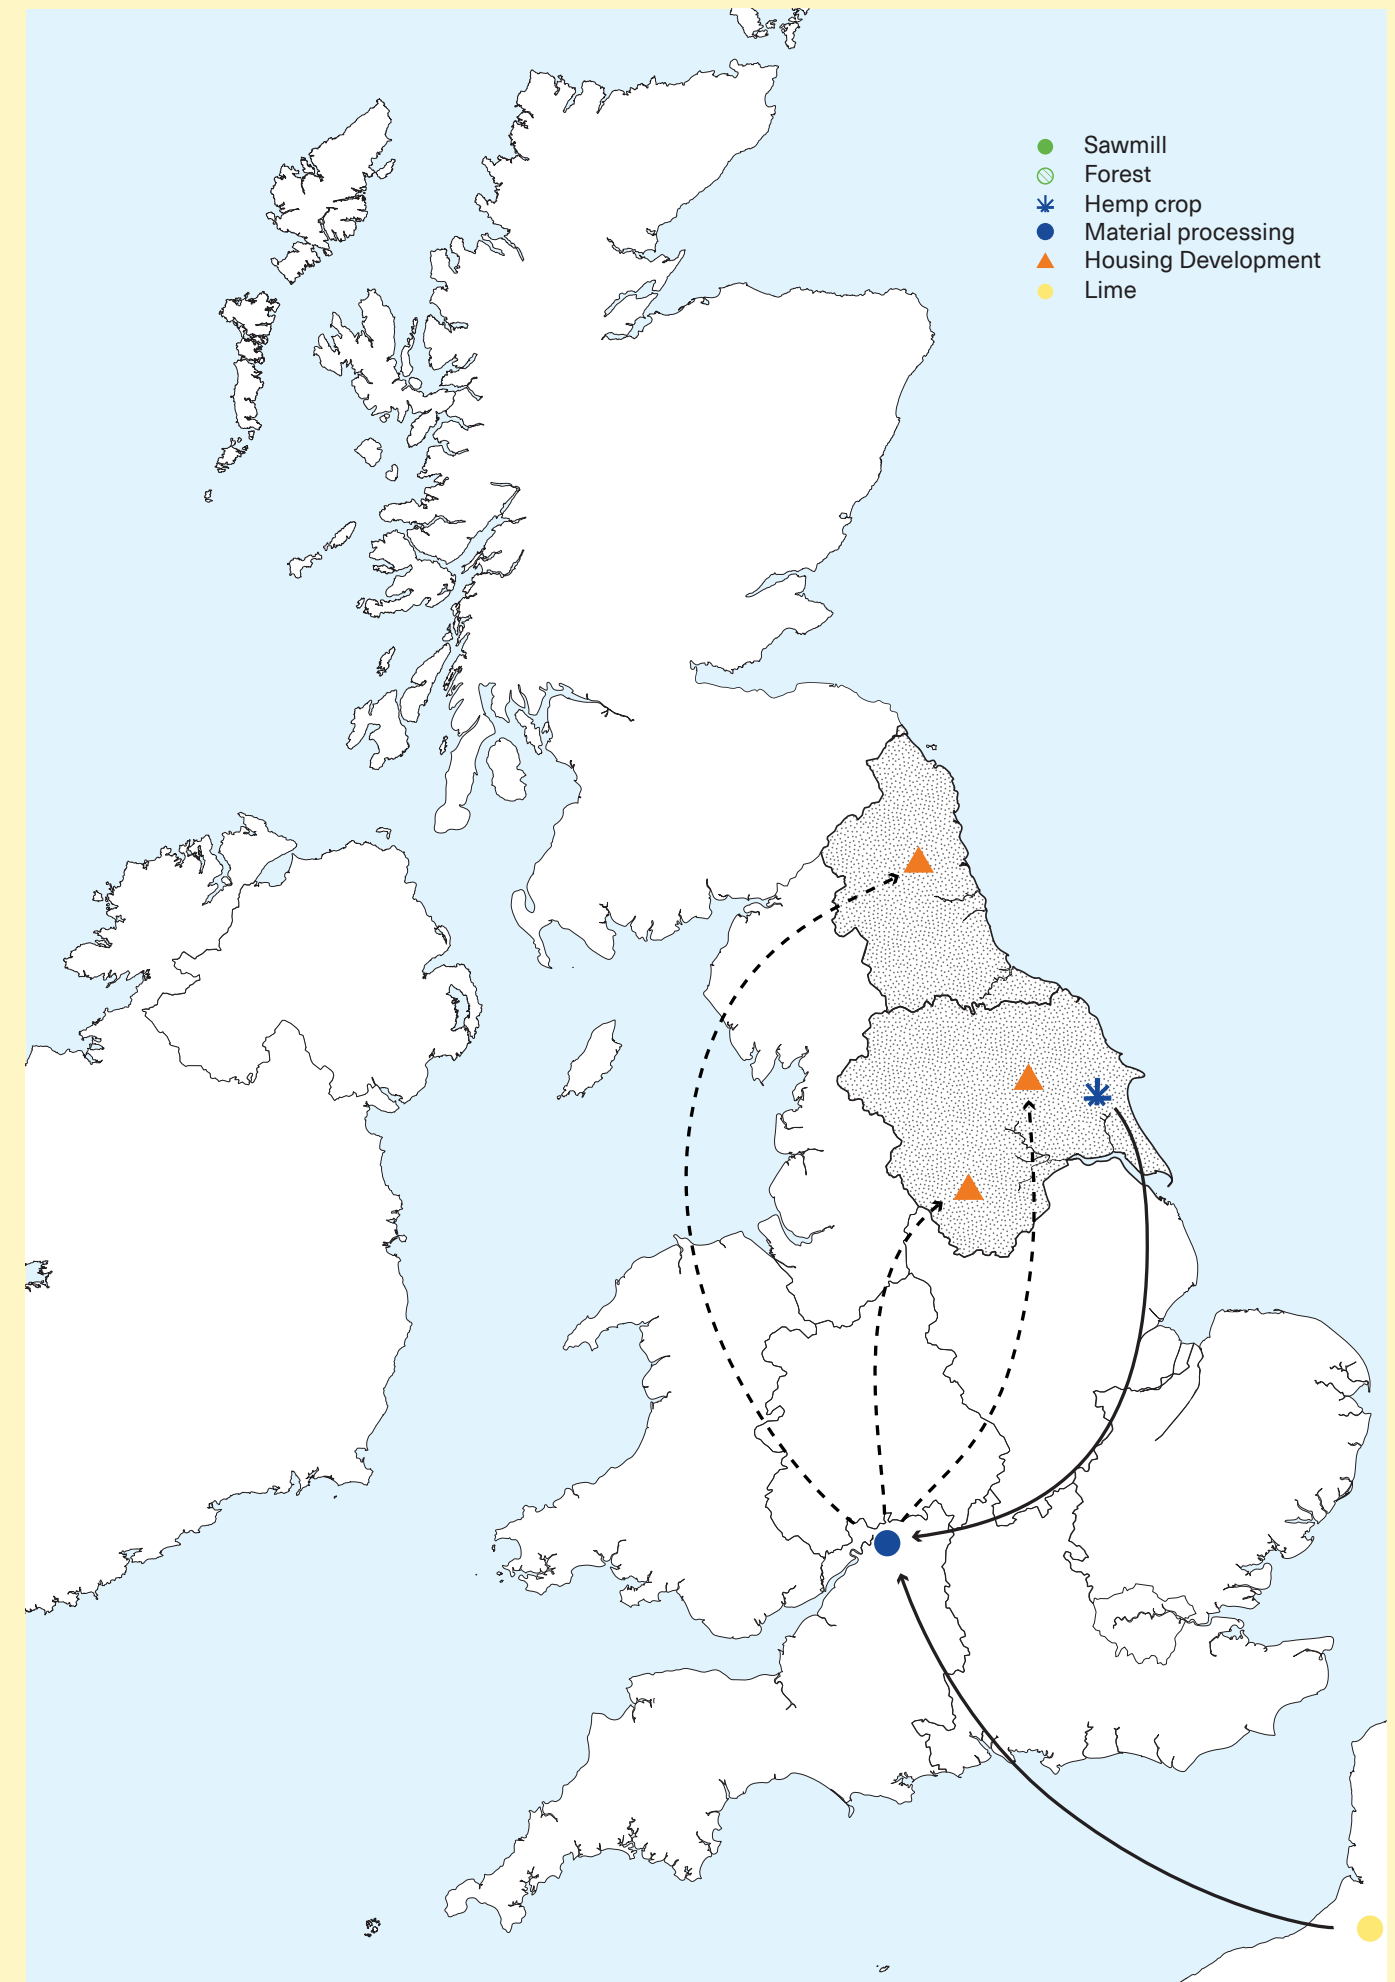 Sawmill
Forest
Hemp crop
Material processing
Housing Development
Lime